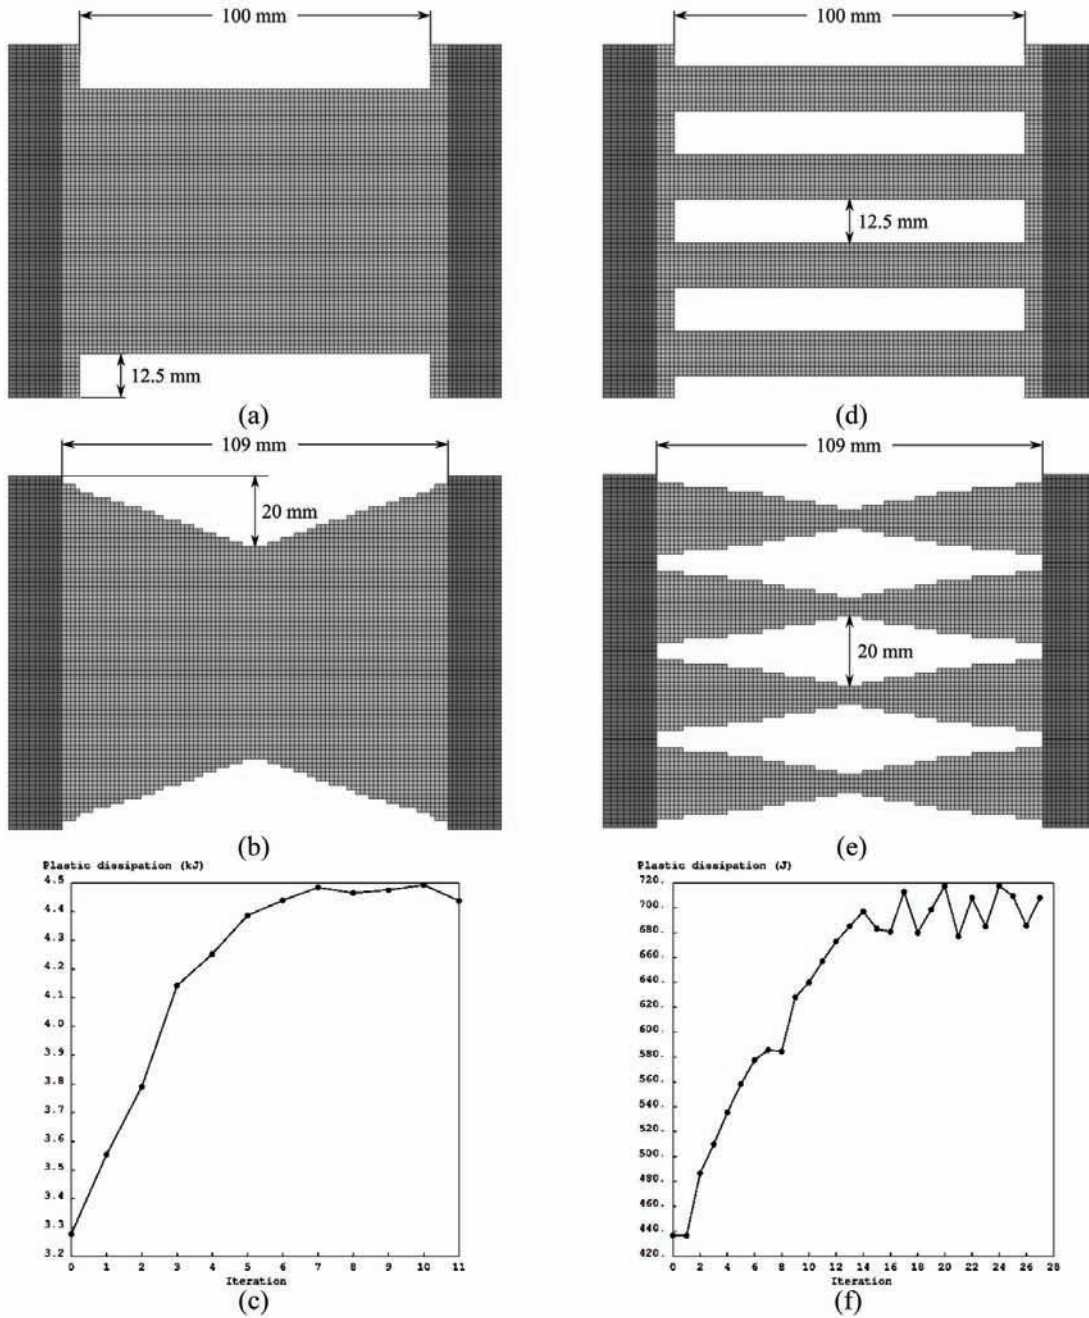 100 mm
12.5 mm
(a)
100 mm
12.5 mm
(d)
109 mm
20 mm
(b)
109 mm
20 mm
(e)
Plastic dissipation (kJ)
4.5
4.4
4.3
4.2
4.1
4.0
3.9
3.8
3.7
3.6
3.5
3.4
3.3
3.2
0 1 2 3 4 5 6 7 8 9 10 11
Iteration
(c)
Plastic dissipation (J)
720.
700.
680.
660.
640.
620.
600.
580.
560.
540.
520.
500.
480.
460.
440.
420.
0 2 4 6 8 10 12 14 16 18 20 22 24 26 28
Iteration
(f)